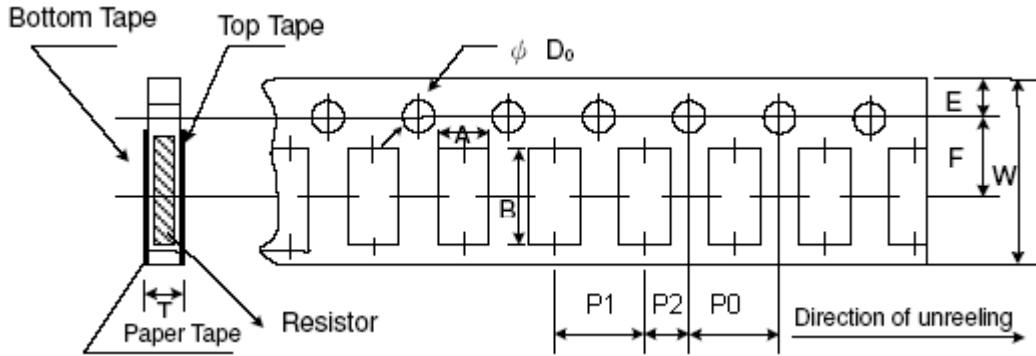 Bottom Tape
Top Tape
ϕ D₀
A
B
E
F
W
T
P1
P2
P0
Paper Tape
Resistor
Direction of unreeling